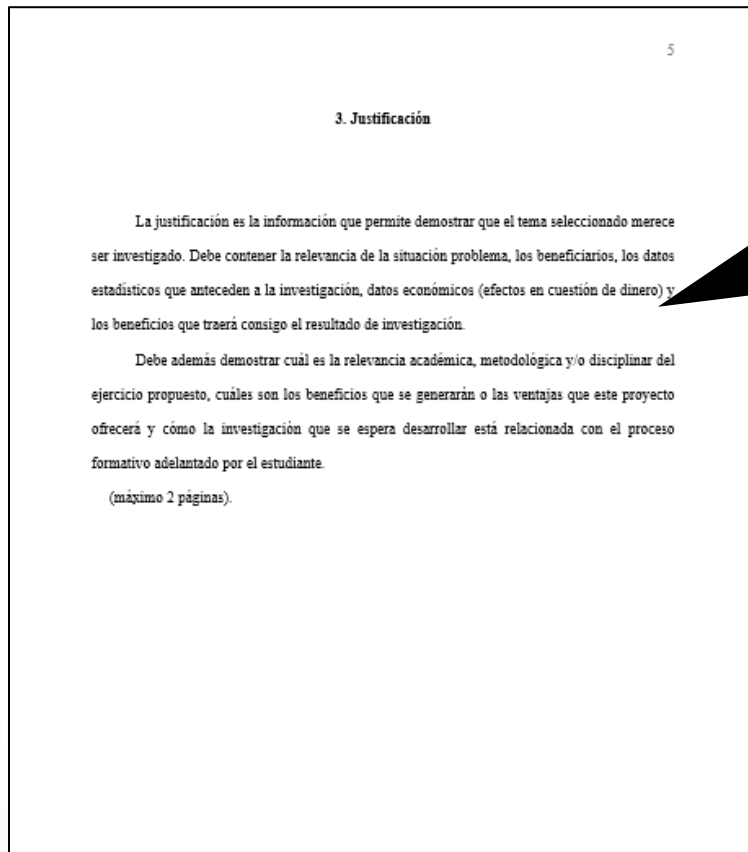 5
3. Justificación
La justificación es la información que permite demostrar que el tema seleccionado merece
ser investigado. Debe contener la relevancia de la situación problema, los beneficiarios, los datos
estadísticos que anteceden a la investigación, datos económicos (efectos en cuestión de dinero) y
los beneficios que traerá consigo el resultado de investigación.
Debe además demostrar cuál es la relevancia académica, metodológica y/o disciplinar del
ejercicio propuesto, cuáles son los beneficios que se generarán o las ventajas que este proyecto
ofrecerá y cómo la investigación que se espera desarrollar está relacionada con el proceso
formativo adelantado por el estudiante.
(máximo 2 páginas).